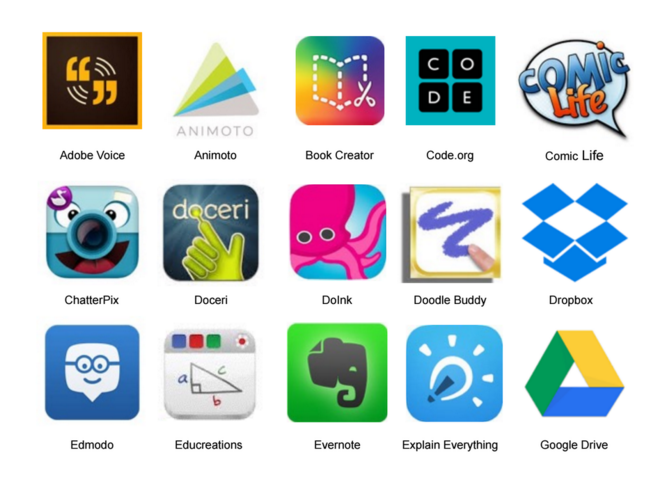 ANIMOTO
C O
D E
COMIC
Life
Adobe Voice
Animoto
Book Creator
Code.org
Comic Life
doceri
ChatterPix
Doceri
DoInk
Doodle Buddy
Dropbox
a
c
b
Edmodo
Educreations
Evernote
Explain Everything
Google Drive